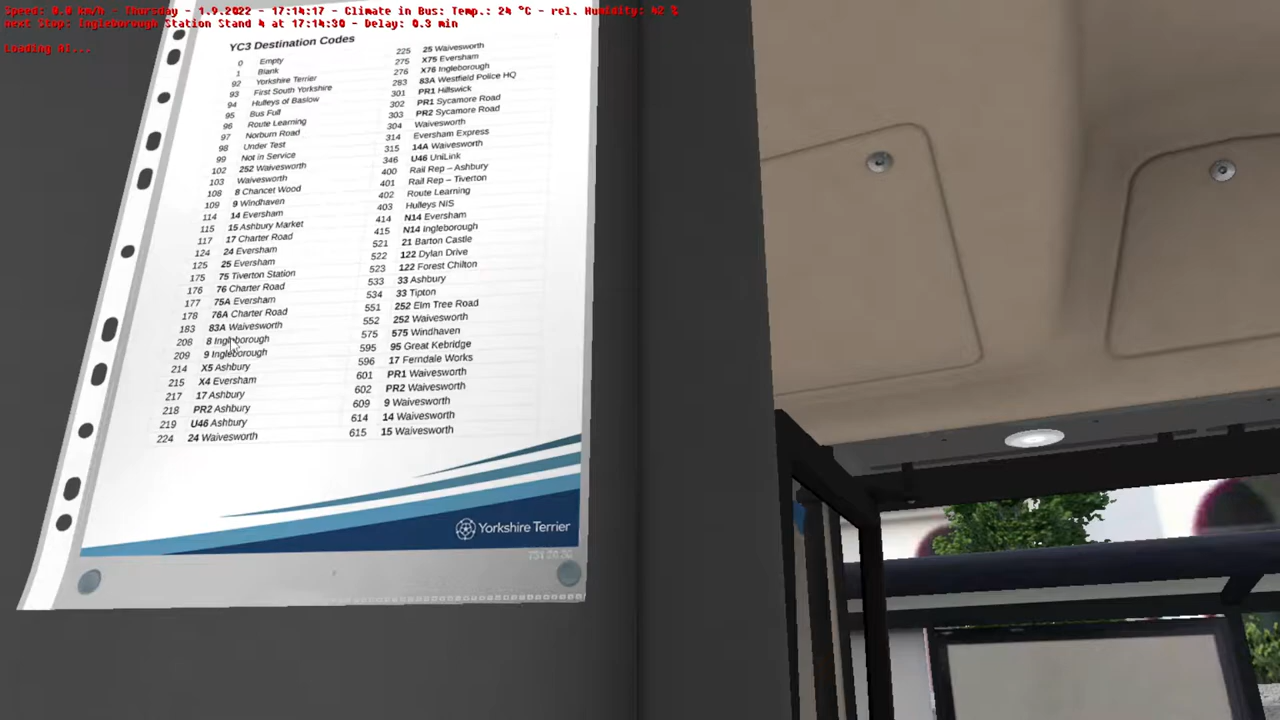 Speed: 0.0 km/h - Thursday - 1.9.2022 - 17:14:17 - Climate in Bus: Temp.: 24 °C - rel. Humidity: 42 %
next Stop: Ingleborough Station Stand 4 at 17:14:30 - Delay: 0.3 min
Loading AI...
YC3 Destination Codes
0 Empty
1 Blank
92 Yorkshire Terrier
93 First South Yorkshire
94 Hulleys of Baslow
95 Bus Full
96 Route Learning
97 Norburn Road
98 Under Test
99 Not in Service
102 252 Waivesworth
103 Waivesworth
108 8 Chancet Wood
109 9 Windhaven
114 14 Eversham
115 15 Ashbury Market
117 17 Charter Road
124 24 Eversham
125 25 Eversham
175 75 Tiverton Station
176 76 Charter Road
177 75A Eversham
178 76A Charter Road
183 83A Waivesworth
208 8 Ingleborough
209 9 Ingleborough
214 X5 Ashbury
215 X4 Eversham
217 17 Ashbury
218 PR2 Ashbury
219 U46 Ashbury
224 24 Waivesworth
225 25 Waivesworth
275 X75 Eversham
276 X76 Ingleborough
283 83A Westfield Police HQ
301 PR1 Hillswick
302 PR1 Sycamore Road
303 PR2 Sycamore Road
304 Waivesworth
314 Eversham Express
315 14A Waivesworth
346 U46 UniLink
400 Rail Rep – Ashbury
401 Rail Rep – Tiverton
402 Route Learning
403 Hulleys NIS
414 N14 Eversham
415 N14 Ingleborough
521 21 Barton Castle
522 122 Dylan Drive
523 122 Forest Chilton
533 33 Ashbury
534 33 Tipton
551 252 Elm Tree Road
552 252 Waivesworth
575 575 Windhaven
595 95 Great Kebridge
596 17 Ferndale Works
601 PR1 Waivesworth
602 PR2 Waivesworth
609 9 Waivesworth
614 14 Waivesworth
615 15 Waivesworth
Yorkshire Terrier